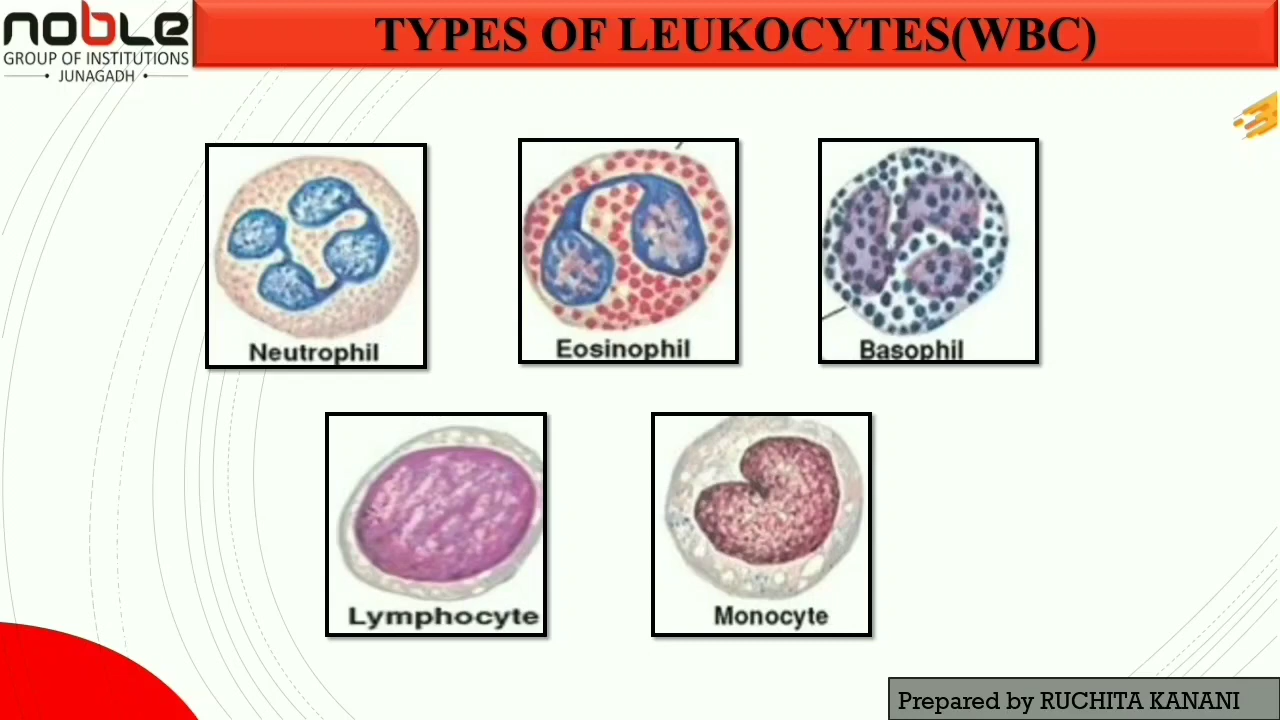 noble
GROUP OF INSTITUTIONS
• JUNAGADH •
TYPES OF LEUKOCYTES(WBC)
Neutrophil
Eosinophil
Basophil
Lymphocyte
Monocyte
Prepared by RUCHITA KANANI